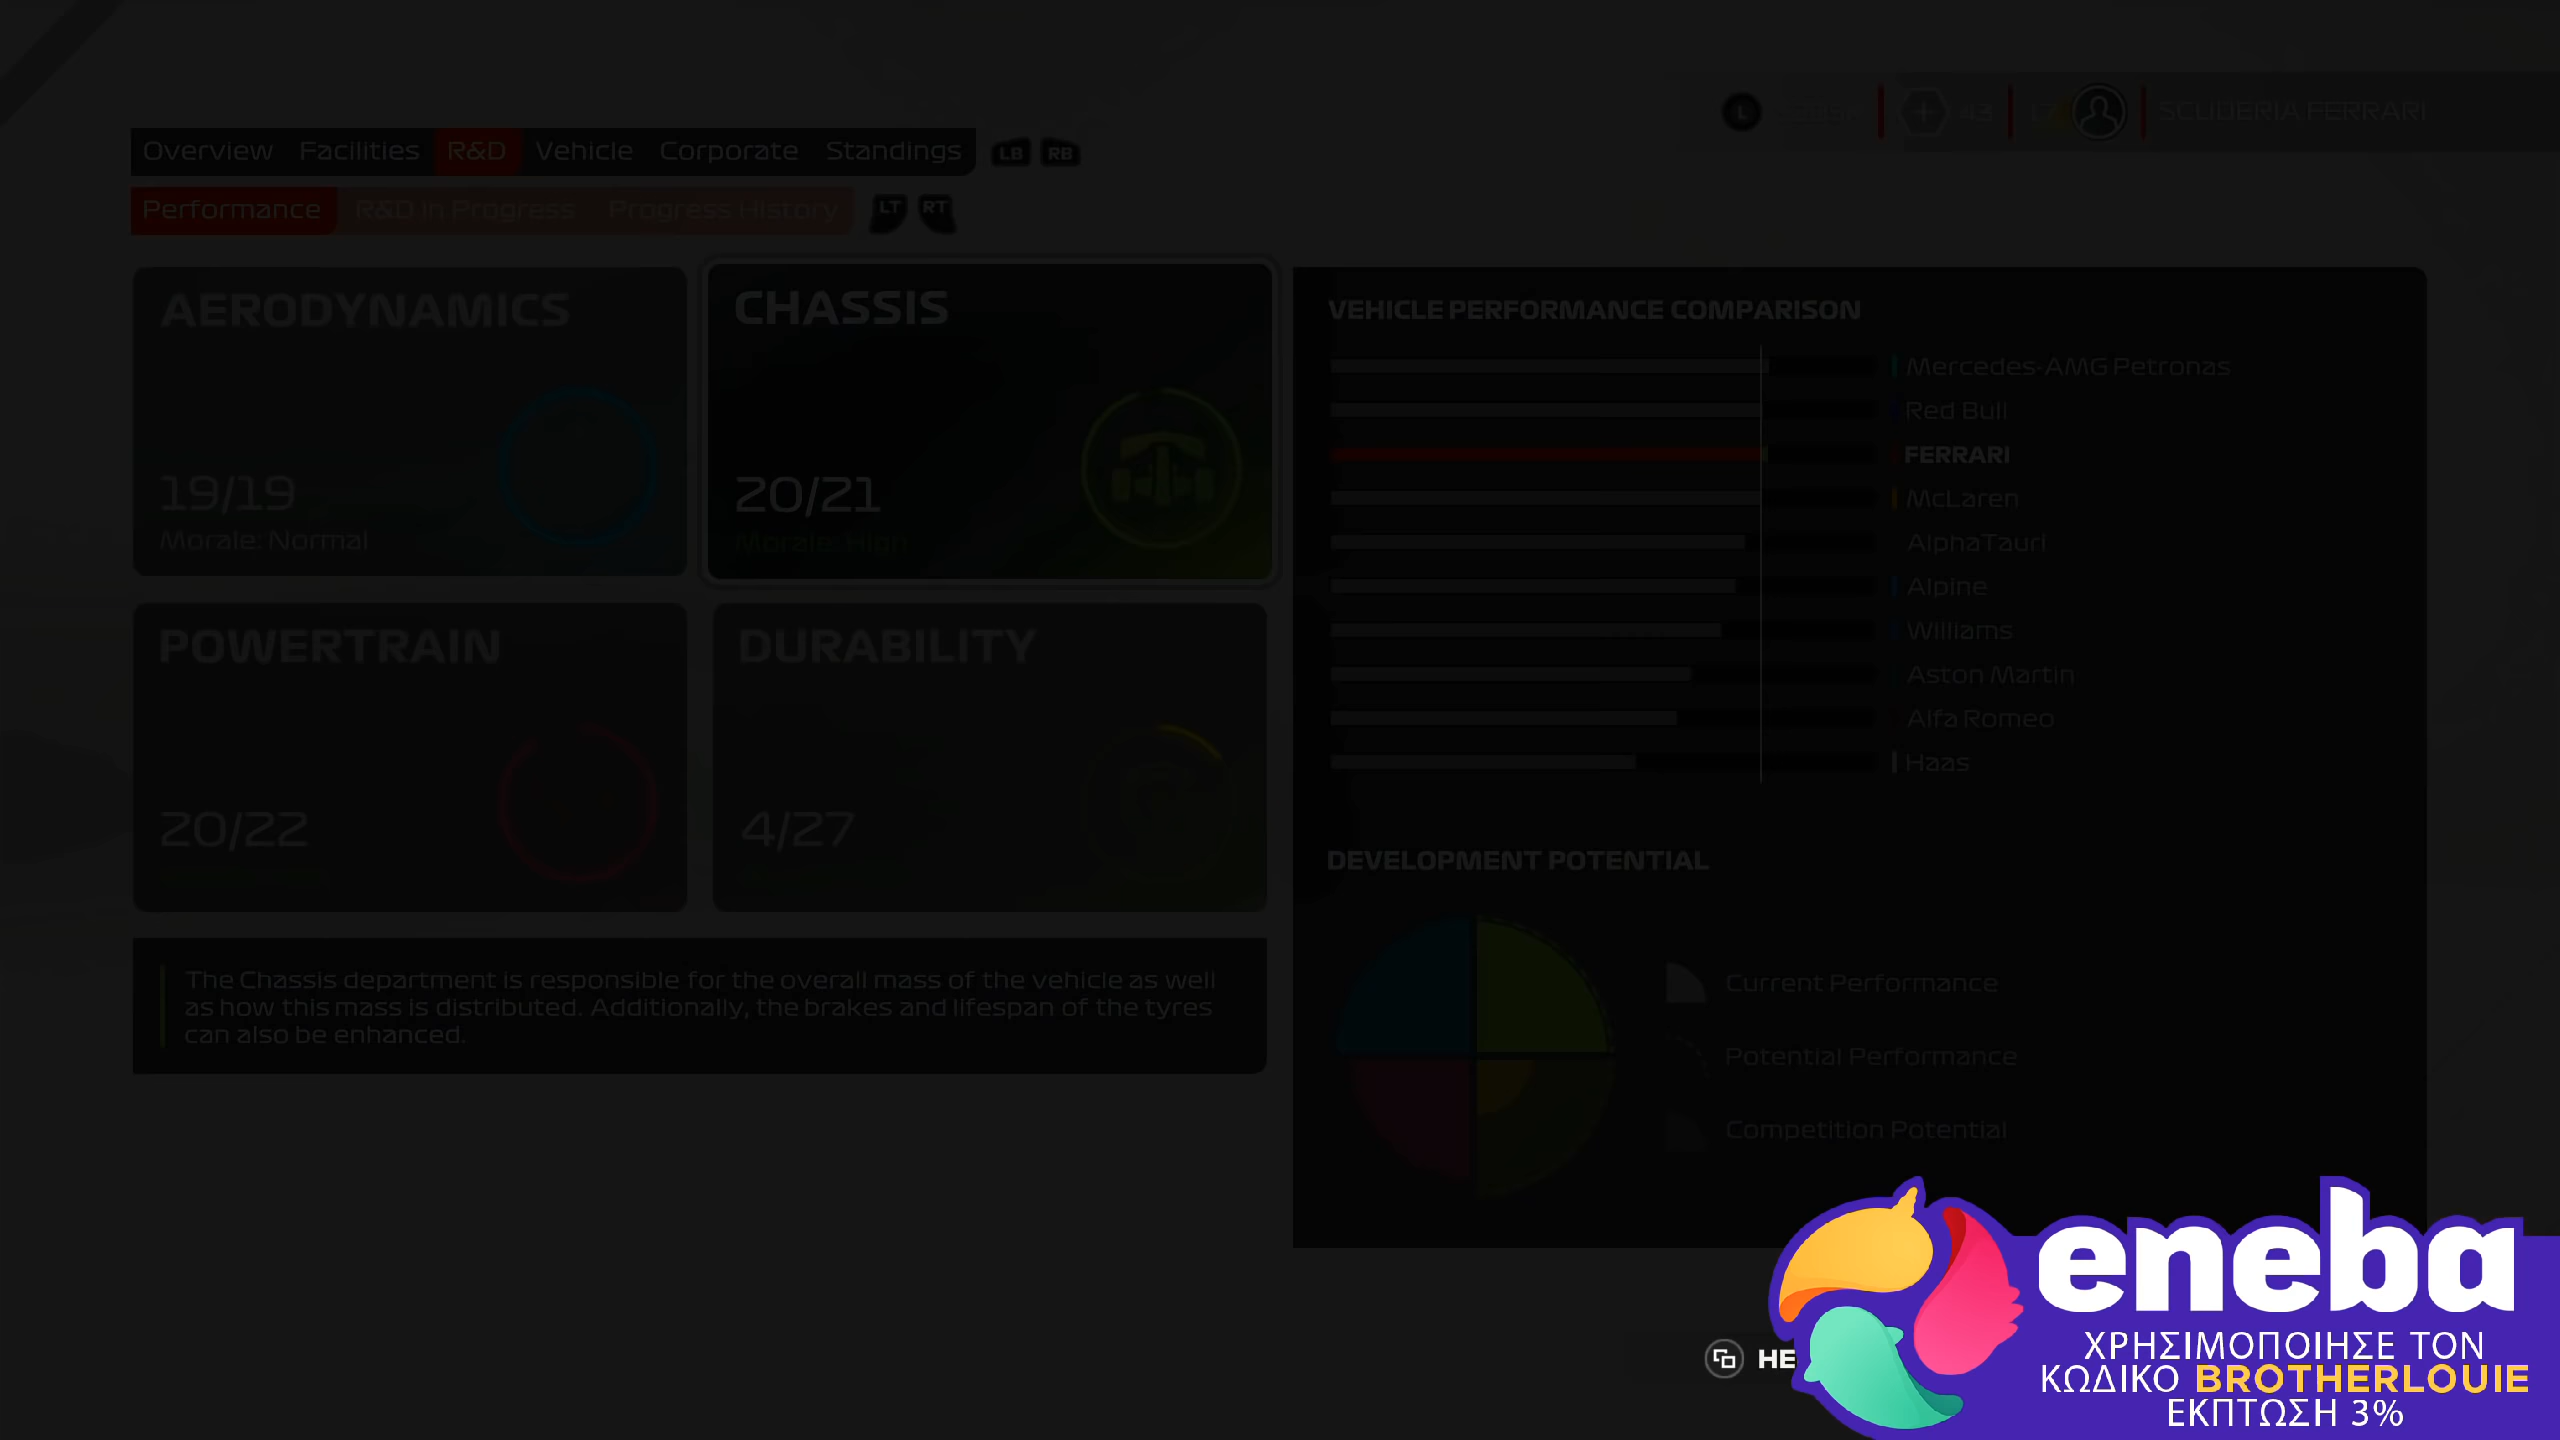 L
43
SCUDERIA FERRARI
Overview Facilities R&D Vehicle Corporate Standings LB RB
Performance R&D In Progress Progress History LT RT
AERODYNAMICS
19/19
Morale: Normal
CHASSIS
20/21
Morale: High
POWERTRAIN
20/22
DURABILITY
4/27
The Chassis department is responsible for the overall mass of the vehicle as well
as how this mass is distributed. Additionally, the brakes and lifespan of the tyres
can also be enhanced.
VEHICLE PERFORMANCE COMPARISON
Mercedes-AMG Petronas
Red Bull
FERRARI
McLaren
AlphaTauri
Alpine
Williams
Aston Martin
Alfa Romeo
Haas
DEVELOPMENT POTENTIAL
Current Performance
Potential Performance
Competition Potential
HE
eneba
ΧΡΗΣΙΜΟΠΟΙΗΣΕ ΤΟΝ
ΚΩΔΙΚΟ BROTHERLOUIE
ΕΚΠΤΩΣΗ 3%